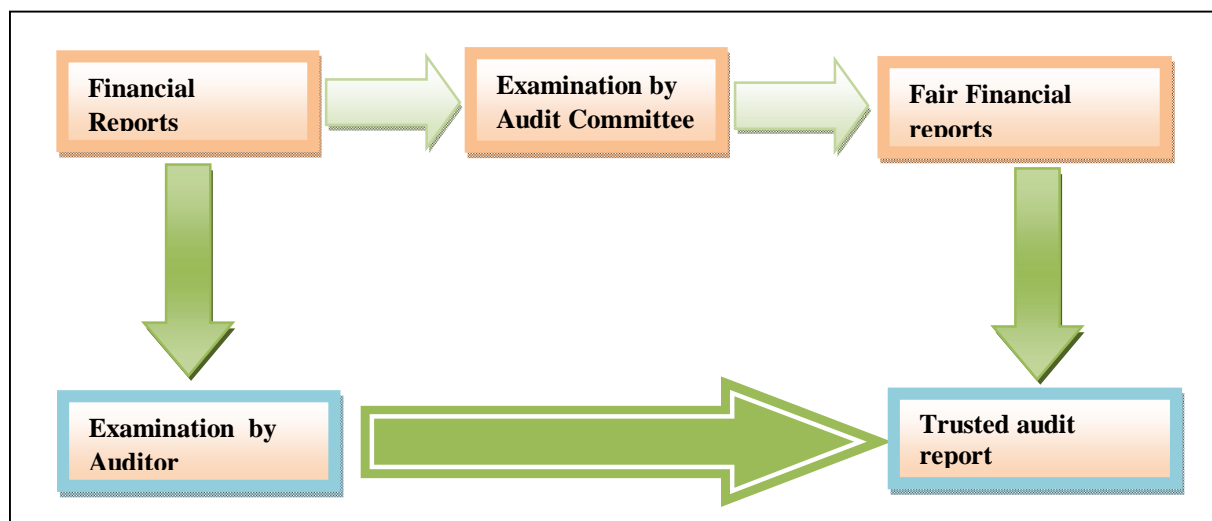 Financial
Reports
Examination by
Audit Committee
Fair Financial
reports
Examination by
Auditor
Trusted audit
report